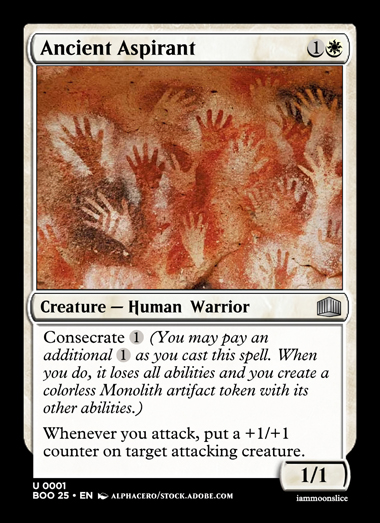 Ancient Aspirant 1
Creature — Human Warrior
Consecrate 1 (You may pay an
additional 1 as you cast this spell. When
you do, it loses all abilities and you create a
colorless Monolith artifact token with its
other abilities.)
Whenever you attack, put a +1/+1
counter on target attacking creature.
1/1
U 0001
BOO 25 • EN ALPHACERO/STOCK.ADOBE.COM
iammoonslice